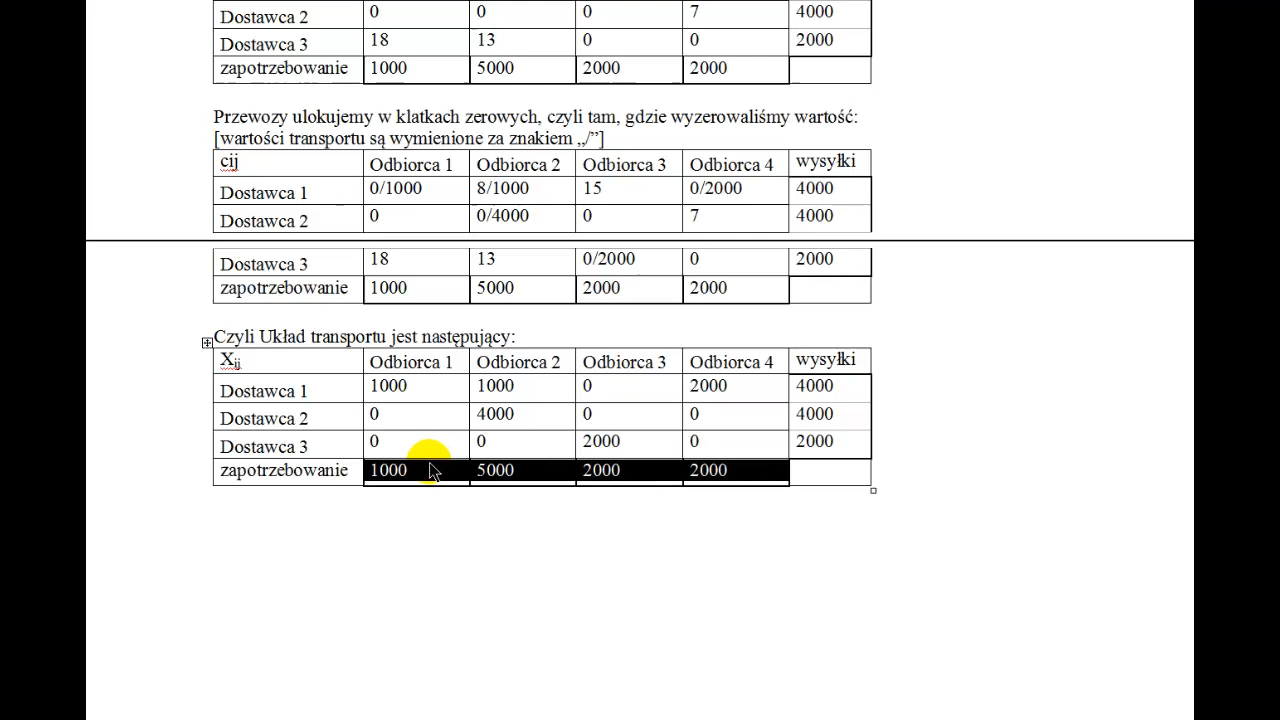 Dostawca 2 0 0 0 7 4000
Dostawca 3 18 13 0 0 2000
zapotrzebowanie 1000 5000 2000 2000
Przewozy ulokujemy w klatkach zerowych, czyli tam, gdzie wyzerowaliśmy wartość:
[wartości transportu są wymienione za znakiem „/”]
cij Odbiorca 1 Odbiorca 2 Odbiorca 3 Odbiorca 4 wysyłki
Dostawca 1 0/1000 8/1000 15 0/2000 4000
Dostawca 2 0 0/4000 0 7 4000
Dostawca 3 18 13 0/2000 0 2000
zapotrzebowanie 1000 5000 2000 2000
Czyli Układ transportu jest następujący:
Xij Odbiorca 1 Odbiorca 2 Odbiorca 3 Odbiorca 4 wysyłki
Dostawca 1 1000 1000 0 2000 4000
Dostawca 2 0 4000 0 0 4000
Dostawca 3 0 0 2000 0 2000
zapotrzebowanie 1000 5000 2000 2000